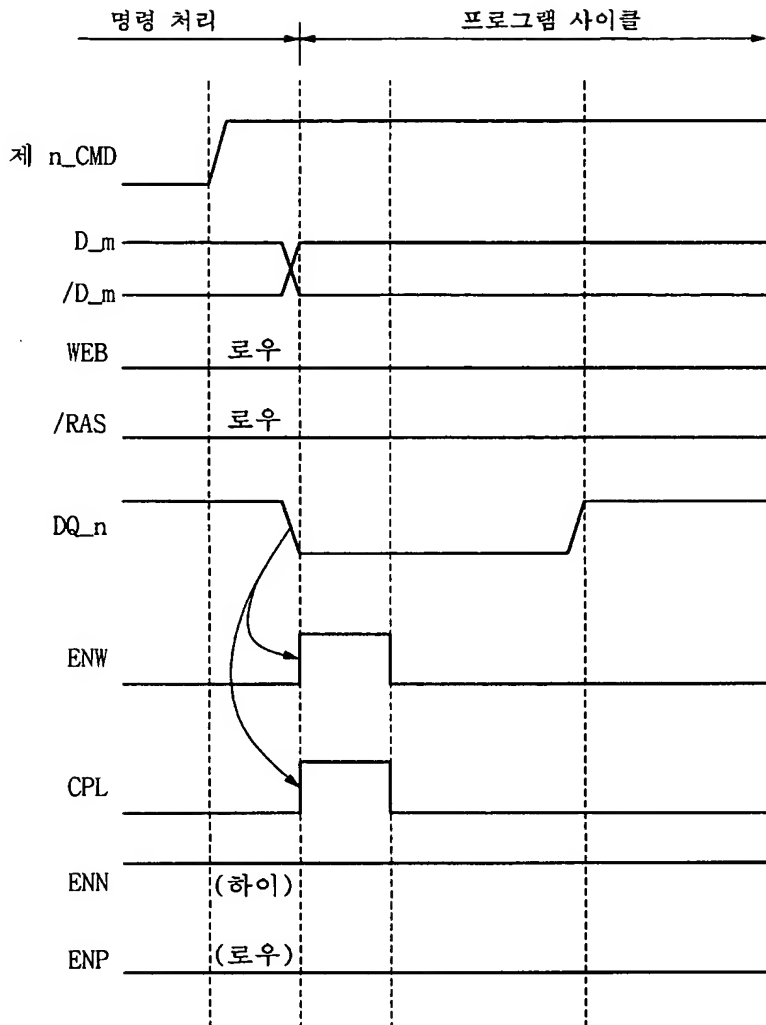 명령 처리 프로그램 사이클
제 n_CMD
D_m
/D_m
WEB 로우
/RAS 로우
DQ_n
ENW
CPL
ENN (하이)
ENP (로우)